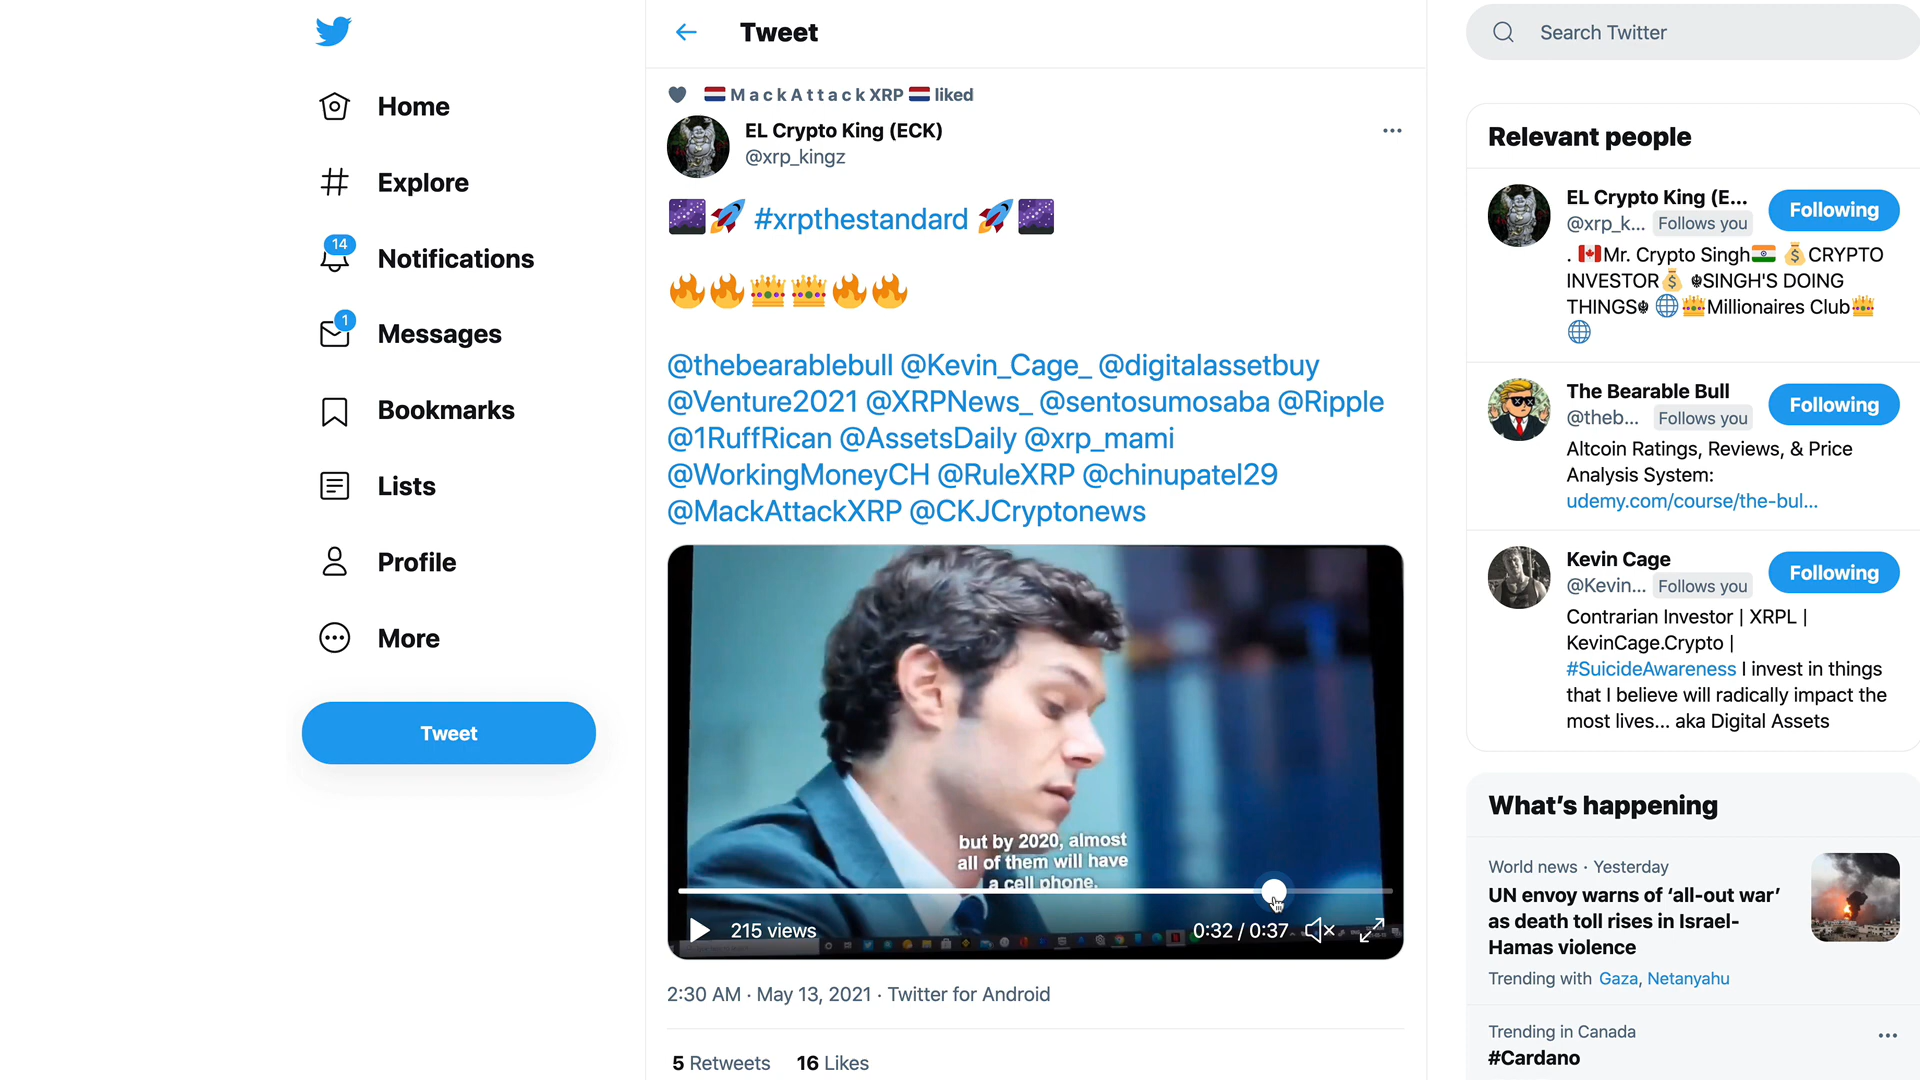 Home
Explore
14
Notifications
1
Messages
Bookmarks
Lists
Profile
More
Tweet
Tweet
MackAttackXRP liked
EL Crypto King (ECK)
@xrp_kingz
#xrpthestandard
@thebearablebull @Kevin_Cage_ @digitalassetbuy
@Venture2021 @XRPNews_ @sentosumosaba @Ripple
@1RuffRican @AssetsDaily @xrp_mami
@WorkingMoneyCH @RuleXRP @chinupatel29
@MackAttackXRP @CKJCryptonews
but by 2020, almost
all of them will have
a cell phone.
215 views
0:32 / 0:37
2:30 AM · May 13, 2021 · Twitter for Android
5 Retweets 16 Likes
Search Twitter
Relevant people
EL Crypto King (E...
@xrp_k... Follows you
Following
. Mr. Crypto Singh CRYPTO
INVESTOR SINGH'S DOING
THINGS Millionaires Club
The Bearable Bull
@theb... Follows you
Following
Altcoin Ratings, Reviews, & Price
Analysis System:
udemy.com/course/the-bul...
Kevin Cage
@Kevin... Follows you
Following
Contrarian Investor | XRPL |
KevinCage.Crypto |
#SuicideAwareness I invest in things
that I believe will radically impact the
most lives... aka Digital Assets
What's happening
World news · Yesterday
UN envoy warns of 'all-out war'
as death toll rises in Israel-
Hamas violence
Trending with Gaza, Netanyahu
Trending in Canada
#Cardano